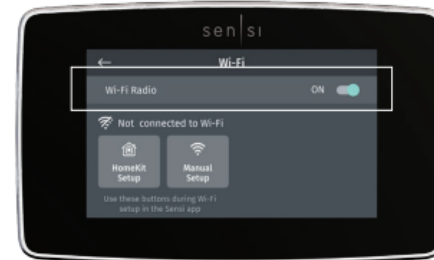 sensi
Wi-Fi
Wi-Fi Radio ON
Not connected to Wi-Fi
HomeKit Setup
Manual Setup
Use these buttons during Wi-Fi
setup in the Sensi app